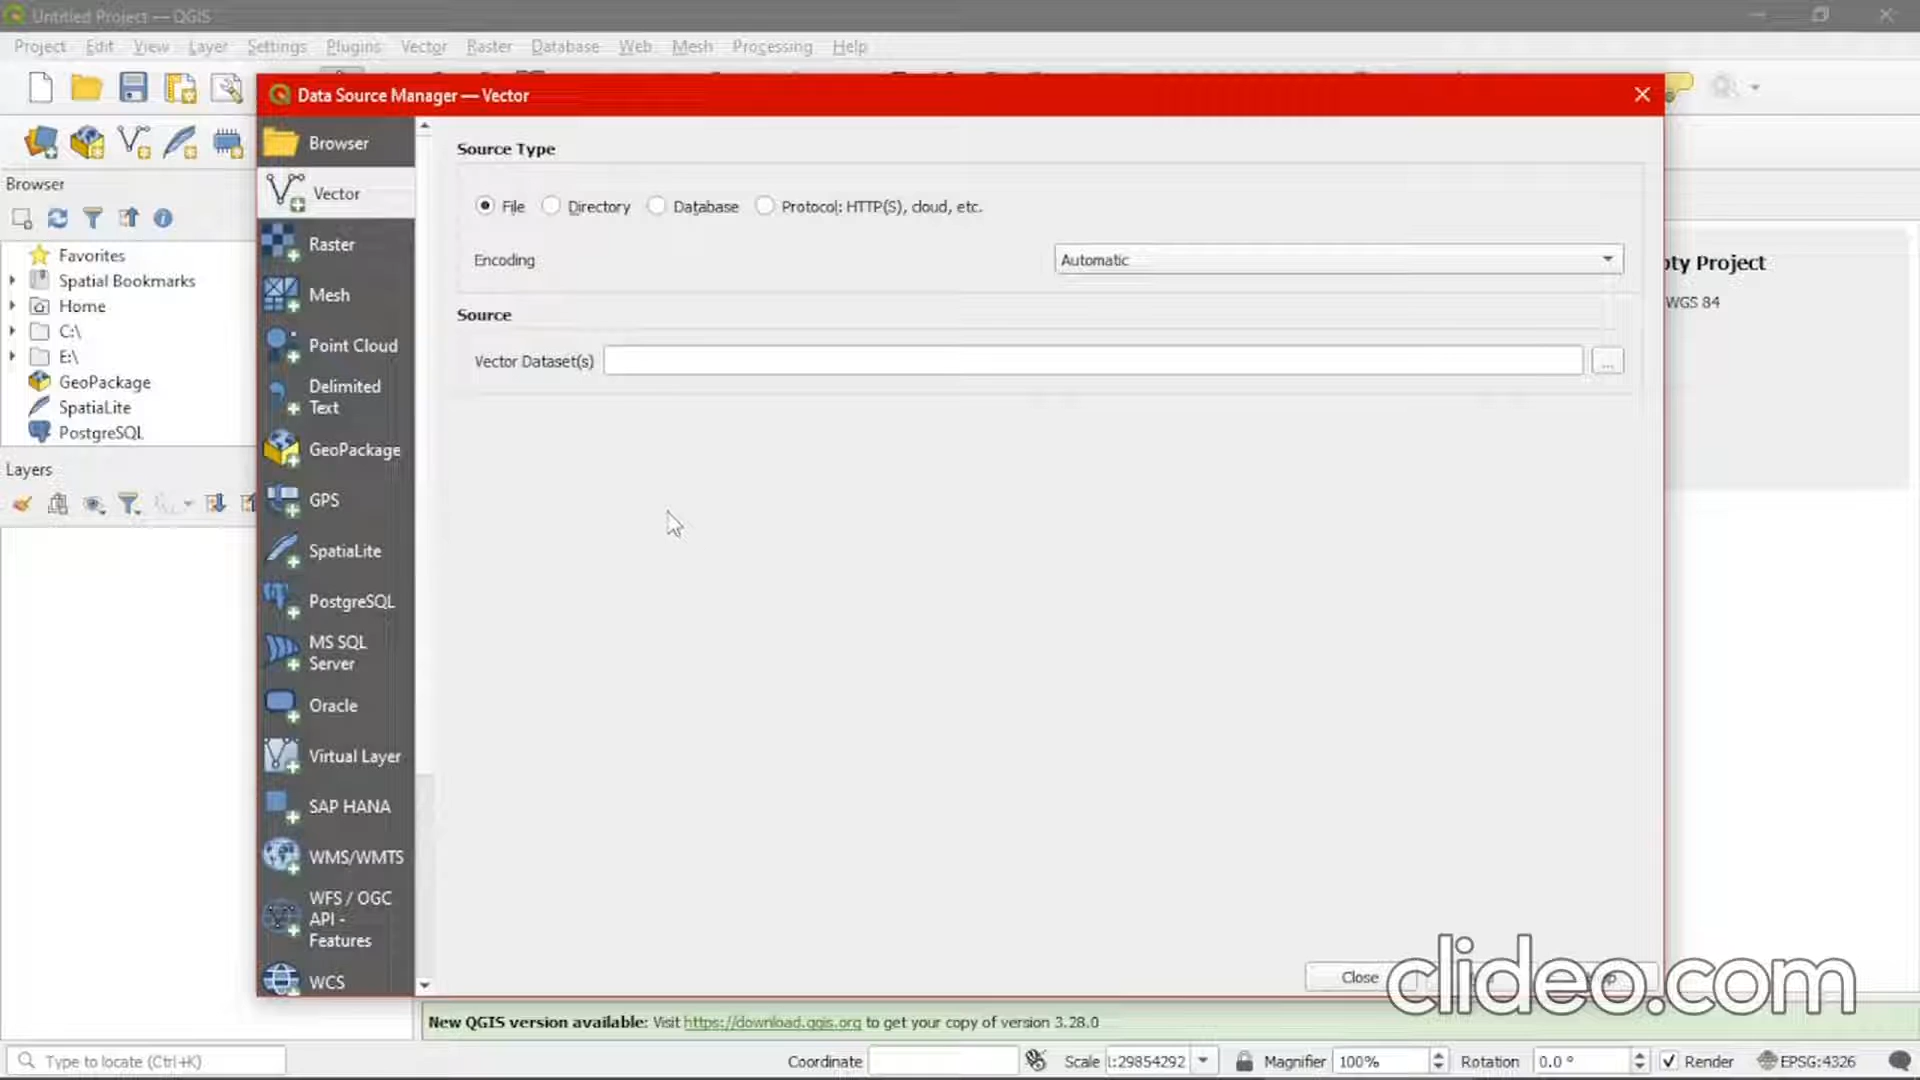 Untitled Project — QGIS
Project Edit View Layer Settings Plugins Vector Raster Database Web Mesh Processing Help
Data Source Manager — Vector
Browser
Favorites
Spatial Bookmarks
Home
C:\
E:\
GeoPackage
SpatiaLite
PostgreSQL
Layers
Browser
Vector
Raster
Mesh
Point Cloud
Delimited
Text
GeoPackage
GPS
SpatiaLite
PostgreSQL
MS SQL
Server
Oracle
Virtual Layer
SAP HANA
WMS/WMTS
WFS / OGC
API -
Features
WCS
Source Type
File Directory Database Protocol: HTTP(S), cloud, etc.
Encoding Automatic
Source
Vector Dataset(s) ...
Close
pty Project
WGS 84
clideo.com
New QGIS version available: Visit https://download.qgis.org to get your copy of version 3.28.0
Type to locate (Ctrl+K) Coordinate Scale 1:29854292 Magnifier 100% Rotation 0.0 ° Render EPSG:4326